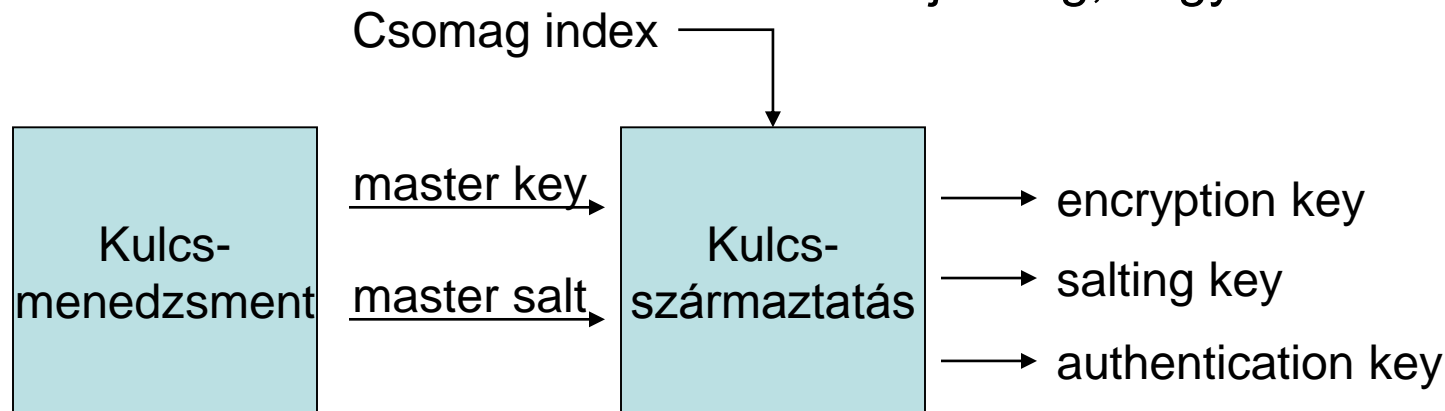 Csomag index
Kulcs-
menedzsment
master key
master salt
Kulcs-
származtatás
encryption key
salting key
authentication key